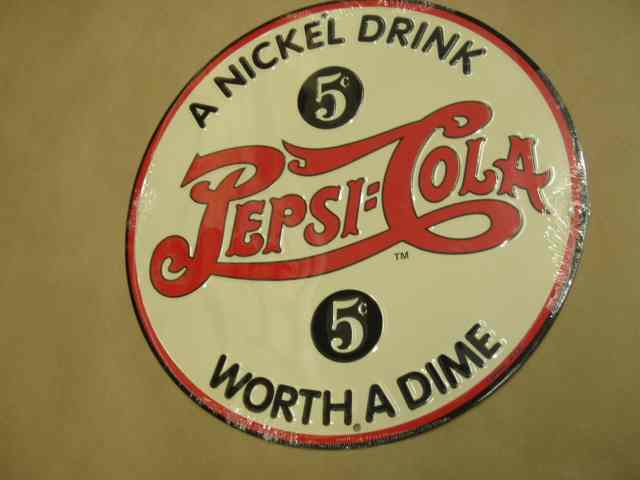 A NICKEL DRINK
5¢
PEPSI:COLA
TM
5¢
WORTH A DIME
®